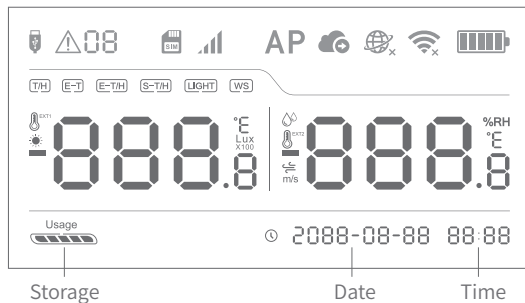 08 SIM AP
T/H E-T E-T/H S-T/H LIGHT WS
EXT1 888.8 °E Lux X100 EXT2 m/s 888.8 %RH °E
Usage 2088-08-88 88:88
Storage Date Time